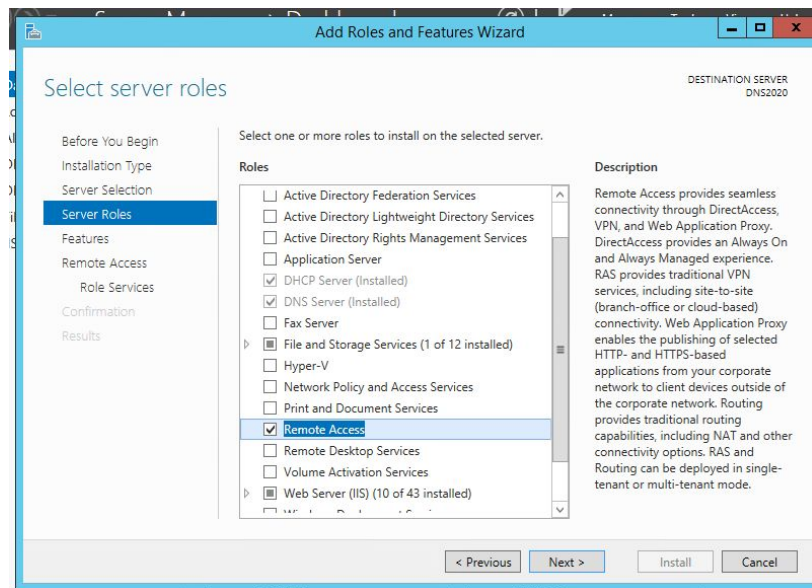 Add Roles and Features Wizard
Select server roles
DESTINATION SERVER
DNS2020
Before You Begin
Installation Type
Server Selection
Server Roles
Features
Remote Access
Role Services
Confirmation
Results
Select one or more roles to install on the selected server.
Roles
Active Directory Federation Services
Active Directory Lightweight Directory Services
Active Directory Rights Management Services
Application Server
DHCP Server (Installed)
DNS Server (Installed)
Fax Server
File and Storage Services (1 of 12 installed)
Hyper-V
Network Policy and Access Services
Print and Document Services
Remote Access
Remote Desktop Services
Volume Activation Services
Web Server (IIS) (10 of 43 installed)
Description
Remote Access provides seamless
connectivity through DirectAccess,
VPN, and Web Application Proxy.
DirectAccess provides an Always On
and Always Managed experience.
RAS provides traditional VPN
services, including site-to-site
(branch-office or cloud-based)
connectivity. Web Application Proxy
enables the publishing of selected
HTTP- and HTTPS-based
applications from your corporate
network to client devices outside of
the corporate network. Routing
provides traditional routing
capabilities, including NAT and other
connectivity options. RAS and
Routing can be deployed in single-
tenant or multi-tenant mode.
< Previous
Next >
Install
Cancel